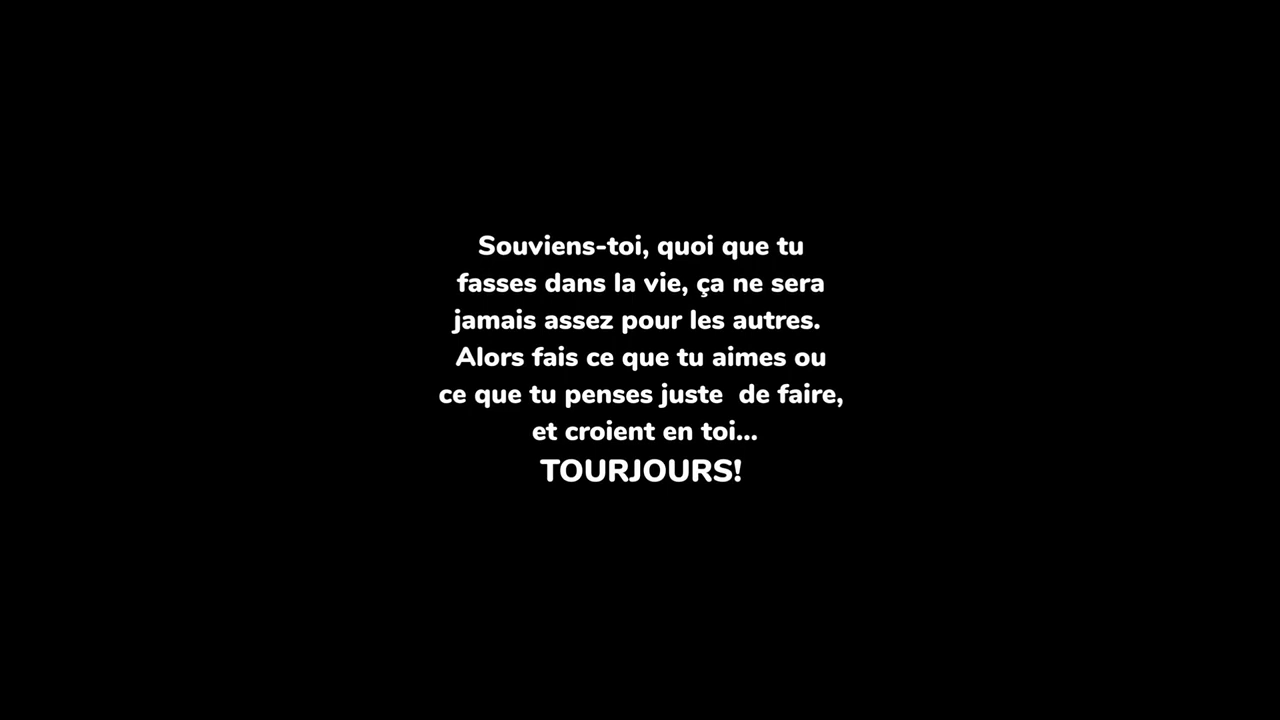 Souviens-toi, quoi que tu
fasses dans la vie, ça ne sera
jamais assez pour les autres.
Alors fais ce que tu aimes ou
ce que tu penses juste  de faire,
et croient en toi...
TOURJOURS!